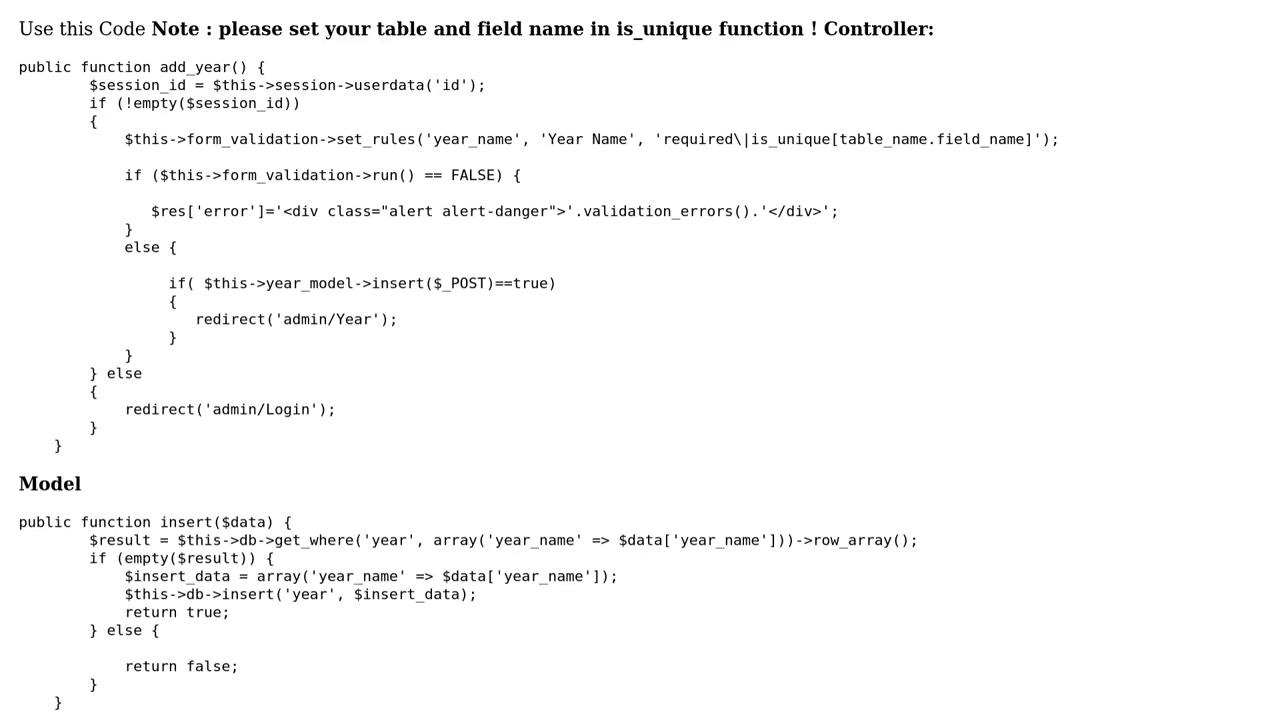 Use this Code Note : please set your table and field name in is_unique function ! Controller:
public function add_year() {
        $session_id = $this->session->userdata('id');
        if (!empty($session_id))
        {
            $this->form_validation->set_rules('year_name', 'Year Name', 'required\|is_unique[table_name.field_name]');

            if ($this->form_validation->run() == FALSE) {

               $res['error']='<div class="alert alert-danger">'.validation_errors().'</div>';
            }
            else {

                 if( $this->year_model->insert($_POST)==true)
                 {
                    redirect('admin/Year');
                 }
            }
        } else
        {
            redirect('admin/Login');
        }
    }
Model
public function insert($data) {
        $result = $this->db->get_where('year', array('year_name' => $data['year_name']))->row_array();
        if (empty($result)) {
            $insert_data = array('year_name' => $data['year_name']);
            $this->db->insert('year', $insert_data);
            return true;
        } else {

            return false;
        }
    }